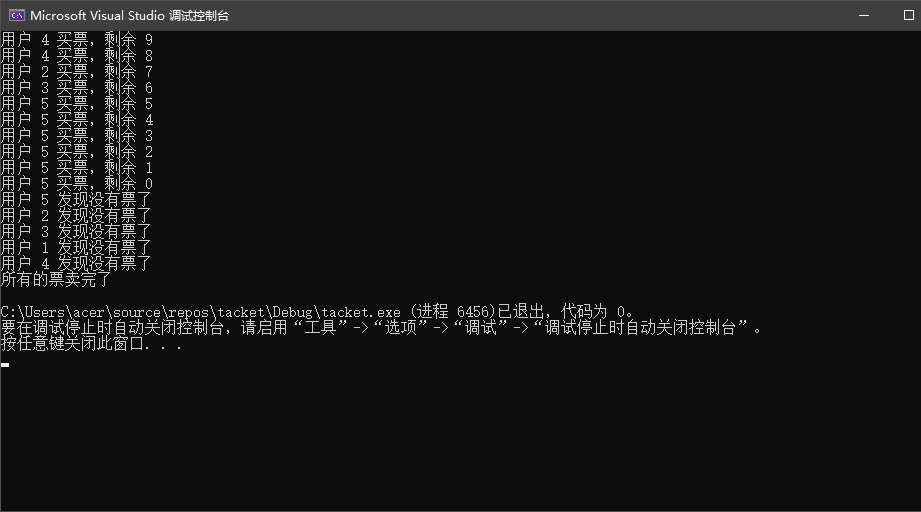 Microsoft Visual Studio 调试控制台
用户 4 买票，剩余 9
用户 4 买票，剩余 8
用户 2 买票，剩余 7
用户 3 买票，剩余 6
用户 5 买票，剩余 5
用户 5 买票，剩余 4
用户 5 买票，剩余 3
用户 5 买票，剩余 2
用户 5 买票，剩余 1
用户 5 买票，剩余 0
用户 5 发现没有票了
用户 2 发现没有票了
用户 3 发现没有票了
用户 1 发现没有票了
用户 4 发现没有票了
所有的票卖完了
C:\Users\acer\source\repos\tacket\Debug\tacket.exe (进程 6456)已退出，代码为 0。
要在调试停止时自动关闭控制台，请启用“工具”->“选项”->“调试”->“调试停止时自动关闭控制台”。
按任意键关闭此窗口. . .